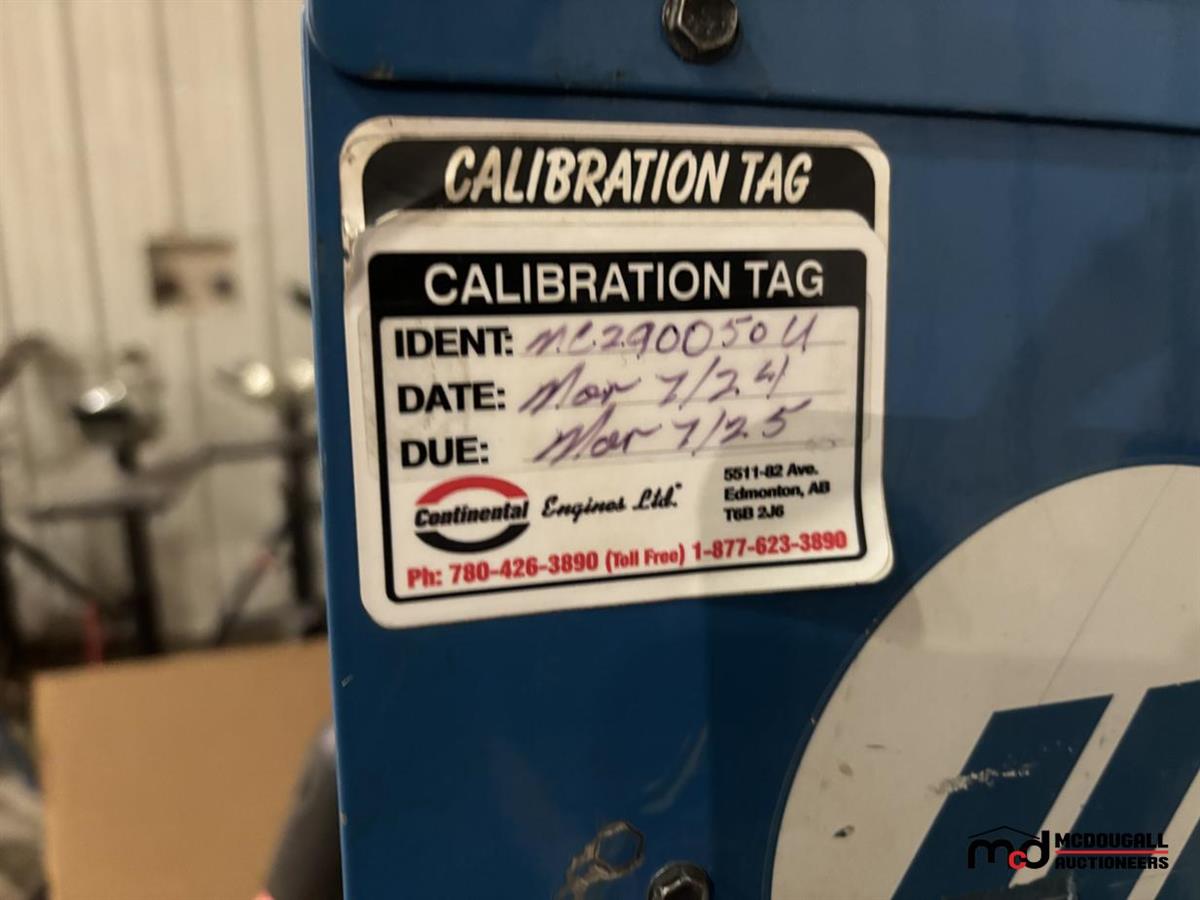 CALIBRATION TAG
CALIBRATION TAG
IDENT: MC290050U
DATE: Mar 7/24
DUE: Mar 7/25
Continental Engines Ltd.
5511-82 Ave.
Edmonton, AB
T6B 2J6
Ph: 780-426-3890 (Toll Free) 1-877-623-3890
mcd MCDOUGALL
AUCTIONEERS